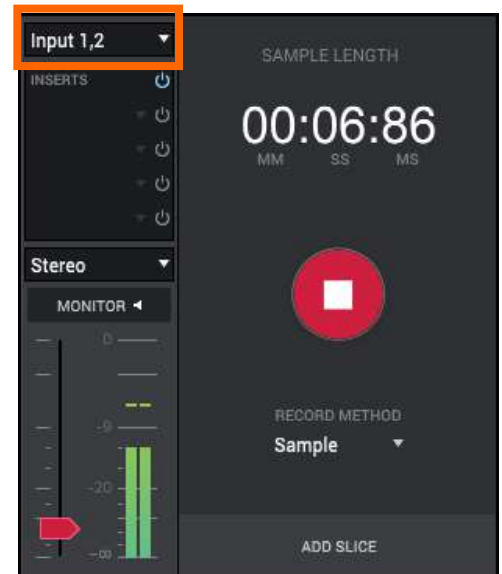 Input 1,2
INSERTS
Stereo
MONITOR
0
-9
-20
-∞
SAMPLE LENGTH
00:06:86
MM SS MS
RECORD METHOD
Sample
ADD SLICE